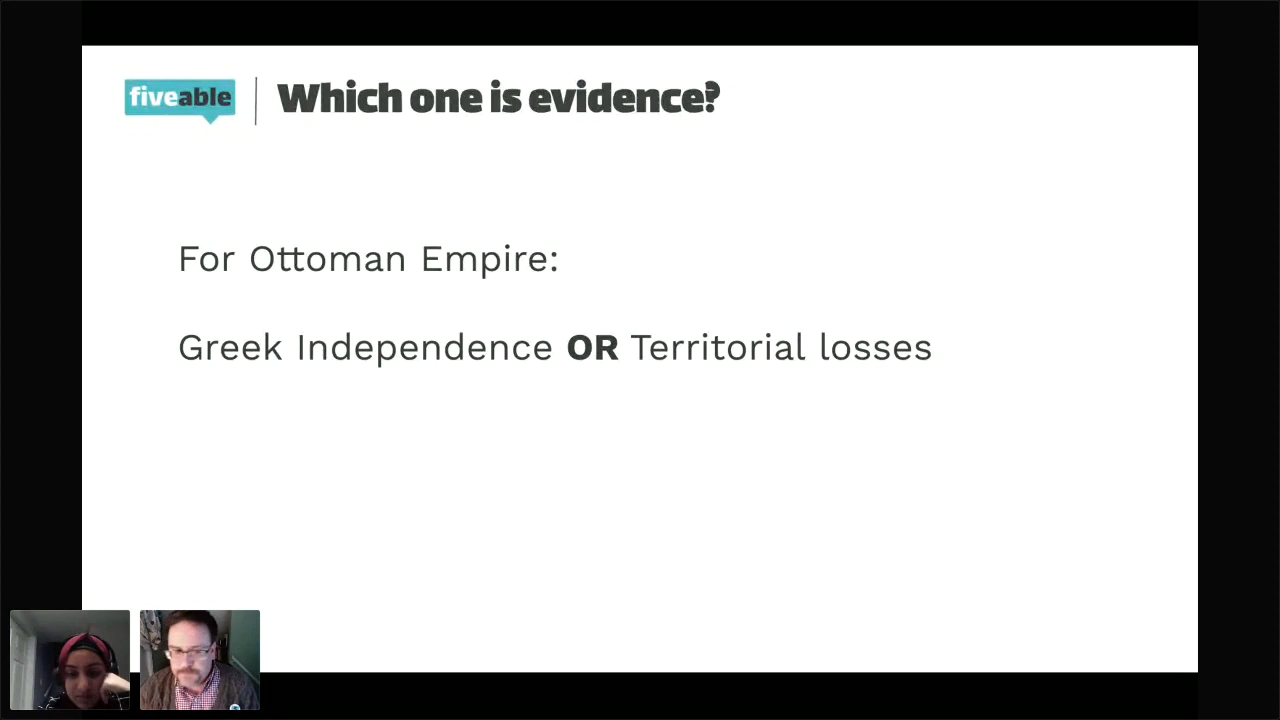 fiveable
Which one is evidence?
For Ottoman Empire:
Greek Independence OR Territorial losses